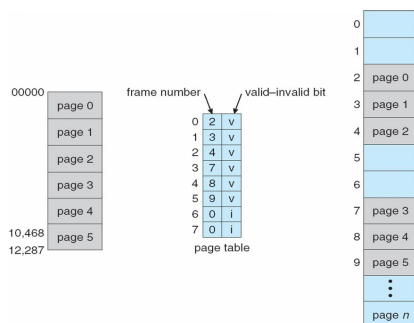 00000
page 0
page 1
page 2
page 3
page 4
page 5
10,468
12,287
frame number
valid–invalid bit
0 2 v
1 3 v
2 4 v
3 7 v
4 8 v
5 9 v
6 0 i
7 0 i
page table
0
1
2 page 0
3 page 1
4 page 2
5
6
7 page 3
8 page 4
9 page 5
page n